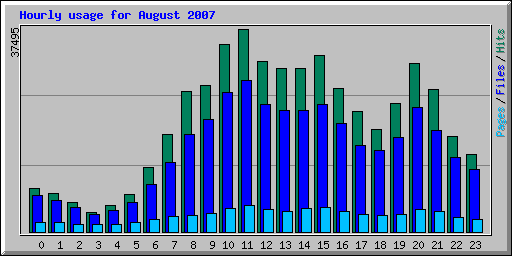 Hourly usage for August 2007
37495
Pages / Files / Hits
0 1 2 3 4 5 6 7 8 9 10 11 12 13 14 15 16 17 18 19 20 21 22 23